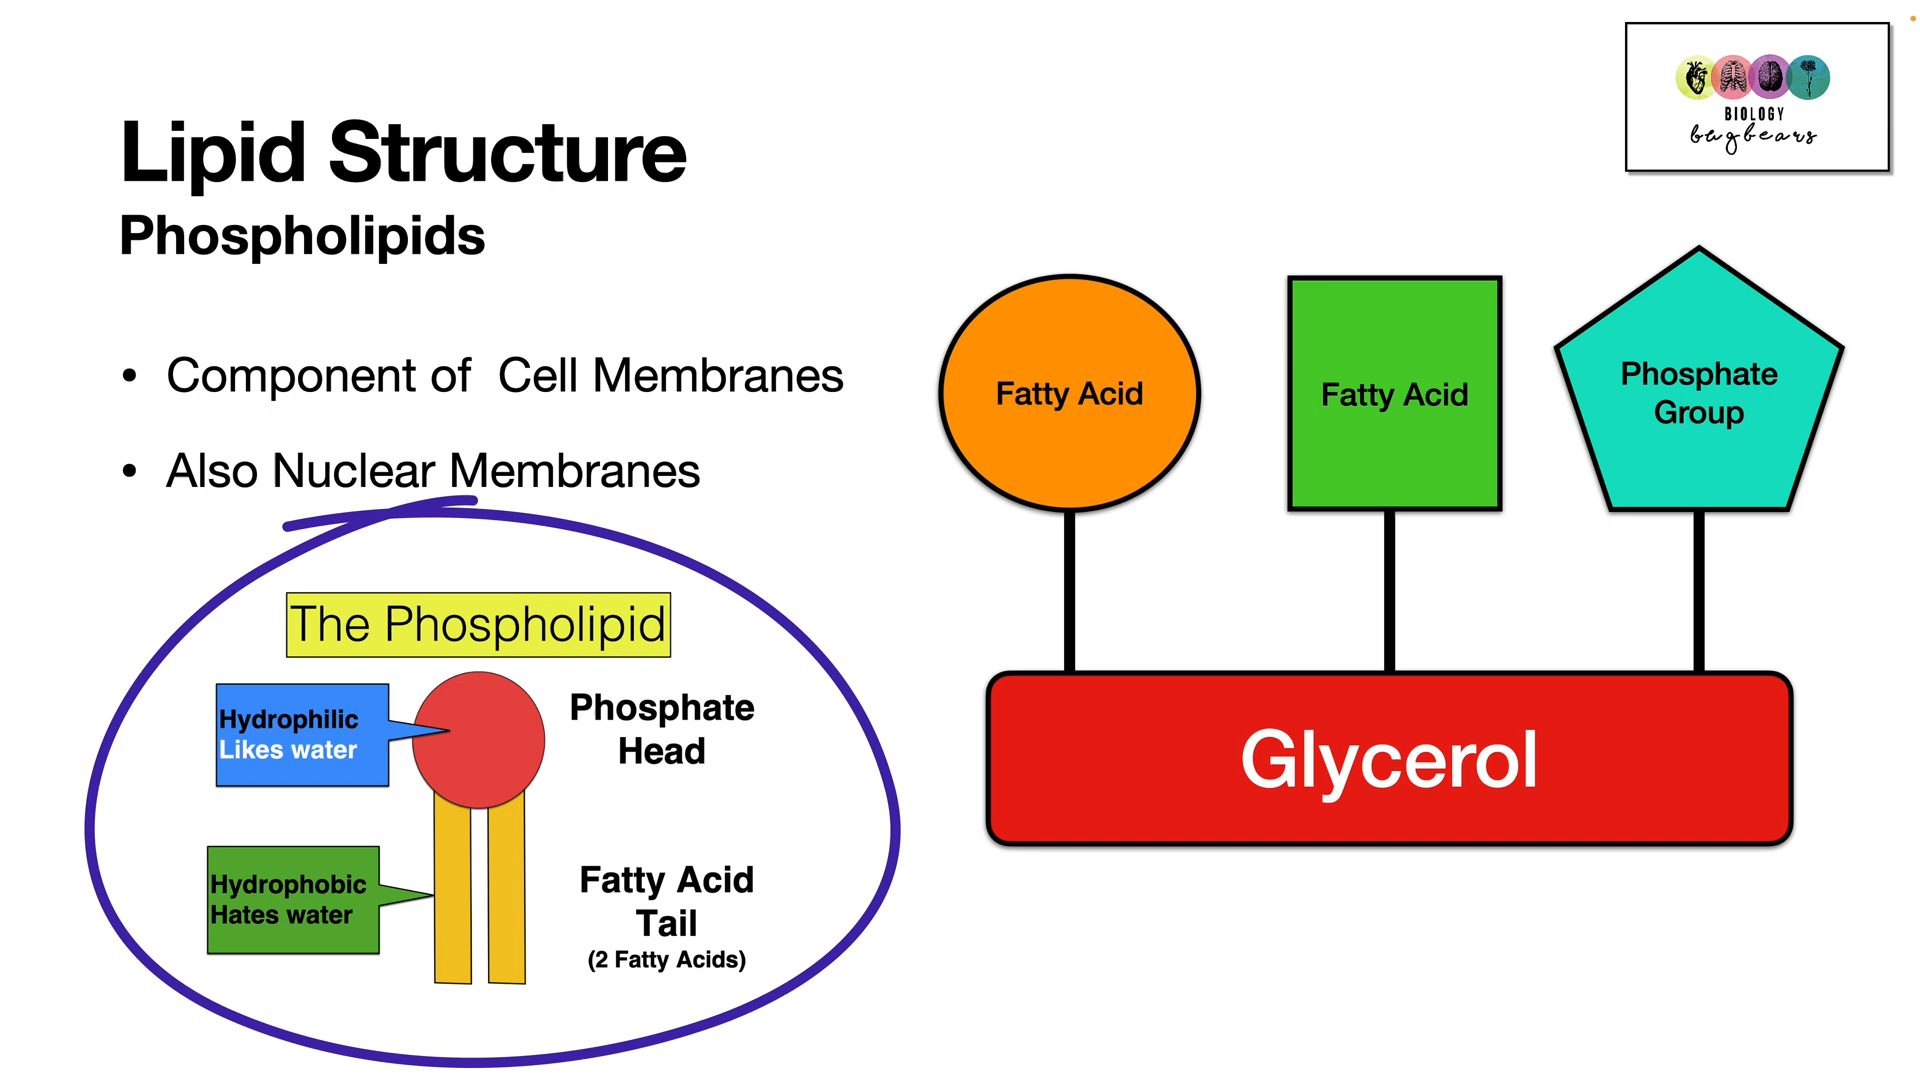 BIOLOGY
bugbears
Lipid Structure
Phospholipids
• Component of Cell Membranes
• Also Nuclear Membranes
The Phospholipid
Hydrophilic
Likes water
Phosphate
Head
Hydrophobic
Hates water
Fatty Acid
Tail
(2 Fatty Acids)
Fatty Acid
Fatty Acid
Phosphate
Group
Glycerol